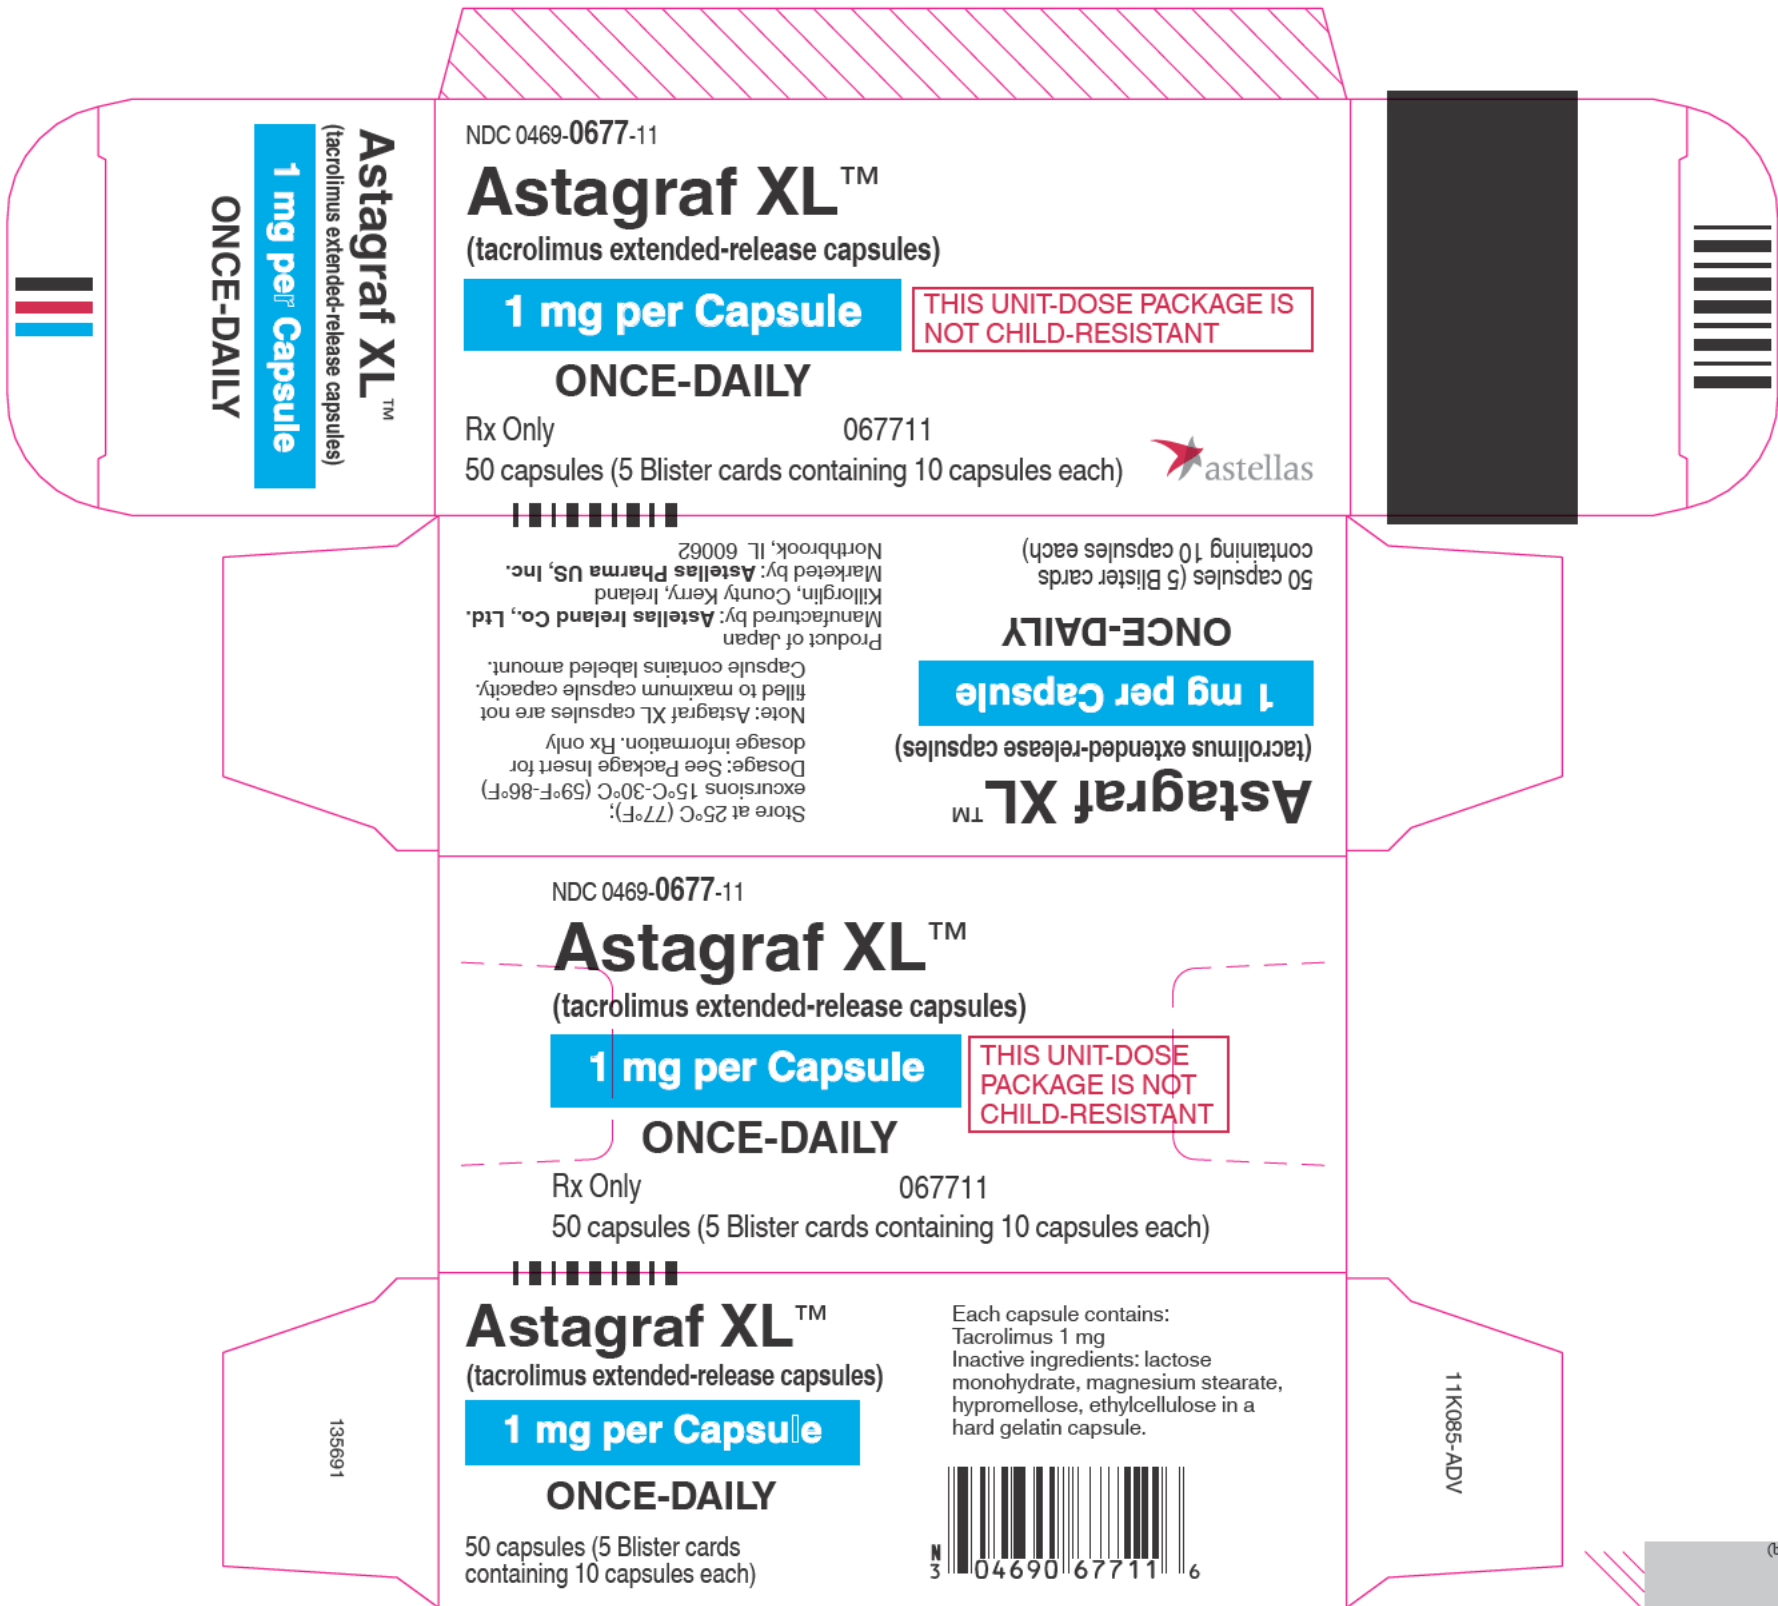 Astagraf XL™
(tacrolimus extended-release capsules)
1 mg per Capsule
ONCE-DAILY
NDC 0469-0677-11
Astagraf XL™
(tacrolimus extended-release capsules)
1 mg per Capsule
THIS UNIT-DOSE PACKAGE IS
NOT CHILD-RESISTANT
ONCE-DAILY
Rx Only
067711
50 capsules (5 Blister cards containing 10 capsules each)
astellas
Astagraf XL™
(tacrolimus extended-release capsules)
1 mg per Capsule
ONCE-DAILY
50 capsules (5 Blister cards
containing 10 capsules each)
Store at 25°C (77°F);
excursions 15°C-30°C (59°F-86°F)
Dosage: See Package Insert for
dosage information. Rx only
Note: Astagraf XL capsules are not
filled to maximum capsule capacity.
Capsule contains labeled amount.
Product of Japan
Manufactured by: Astellas Ireland Co., Ltd.
Killorglin, County Kerry, Ireland
Marketed by: Astellas Pharma US, Inc.
Northbrook, IL 60062
NDC 0469-0677-11
Astagraf XL™
(tacrolimus extended-release capsules)
1 mg per Capsule
THIS UNIT-DOSE
PACKAGE IS NOT
CHILD-RESISTANT
ONCE-DAILY
Rx Only
067711
50 capsules (5 Blister cards containing 10 capsules each)
135691
Astagraf XL™
(tacrolimus extended-release capsules)
1 mg per Capsule
ONCE-DAILY
50 capsules (5 Blister cards
containing 10 capsules each)
Each capsule contains:
Tacrolimus 1 mg
Inactive ingredients: lactose
monohydrate, magnesium stearate,
hypromellose, ethylcellulose in a
hard gelatin capsule.
N
3 04690 67711 6
11K085-ADV